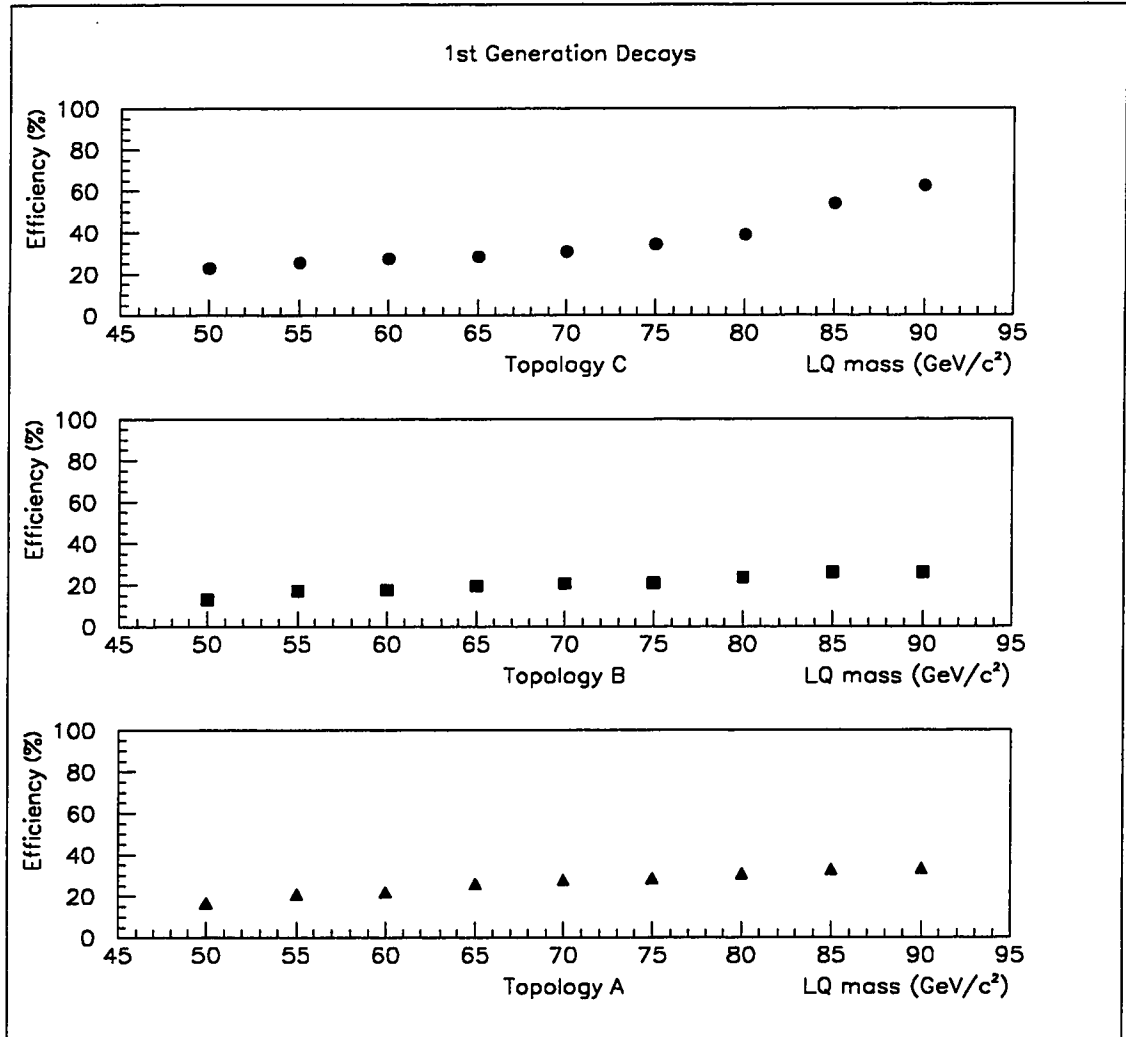 1st Generation Decays
Efficiency (%)
100
80
60
40
20
0
45 50 55 60 65 70 75 80 85 90 95
Topology C LQ mass (GeV/c²)
Efficiency (%)
100
80
60
40
20
0
45 50 55 60 65 70 75 80 85 90 95
Topology B LQ mass (GeV/c²)
Efficiency (%)
100
80
60
40
20
0
45 50 55 60 65 70 75 80 85 90 95
Topology A LQ mass (GeV/c²)